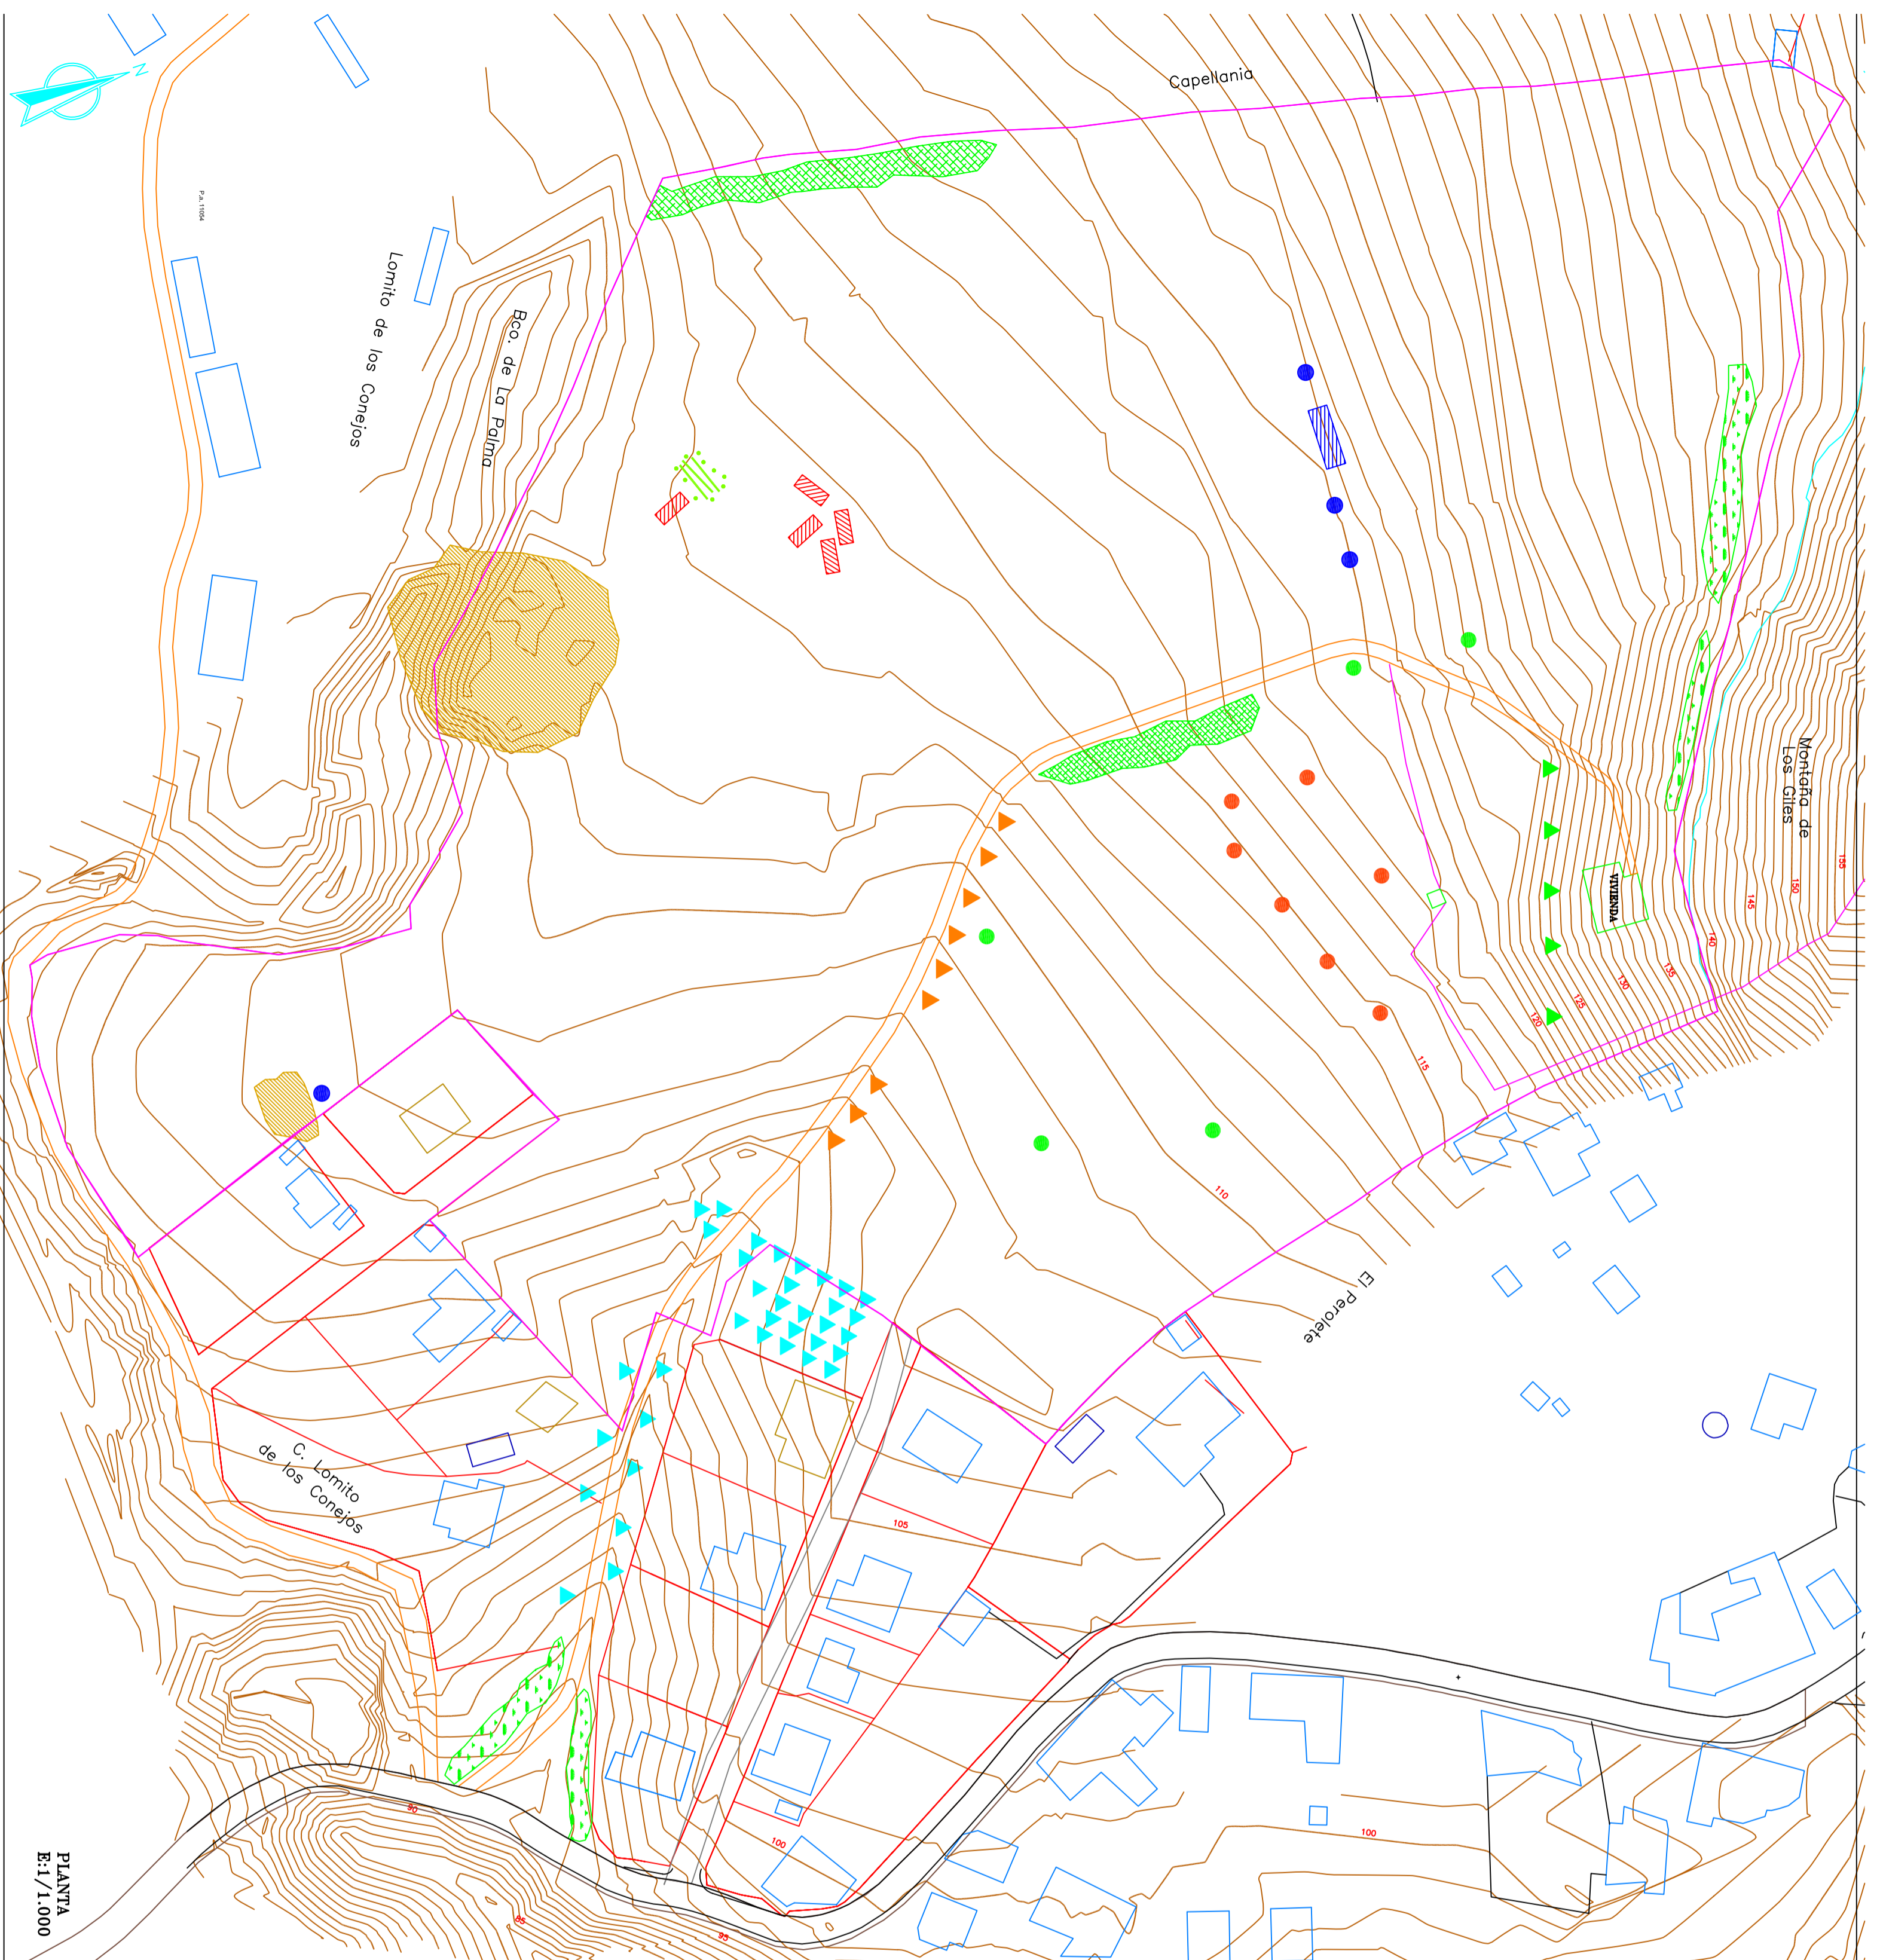 N
Capellania
P.a. 11054
Lomito de los Conejos
Bco. de La Palma
Montaña de
Los Giles
VIVIENDA
155
150
145
140
135
130
125
120
115
110
El Perolete
C. Lomito
de los Conejos
105
100
100
90
85
95
PLANTA
E:1/1.000